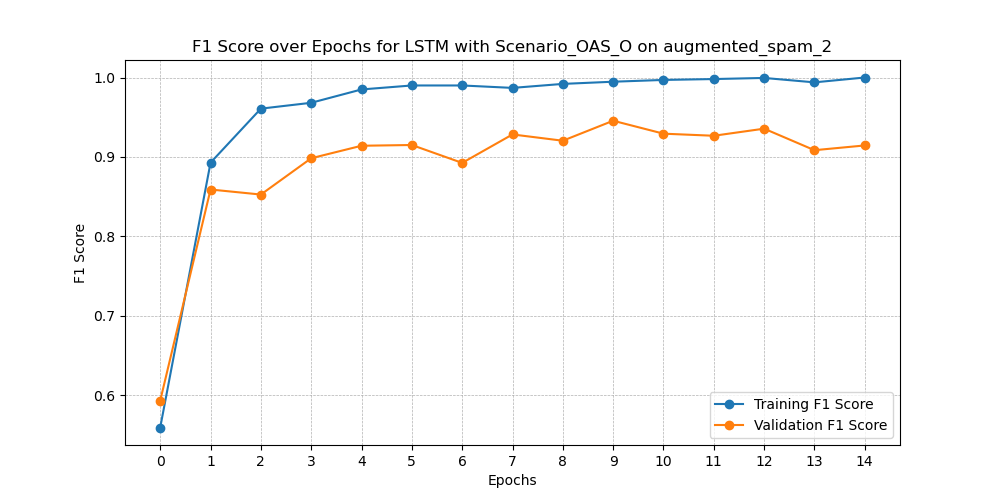 F1 Score over Epochs for LSTM with Scenario_OAS_O on augmented_spam_2
F1 Score
1.0
0.9
0.8
0.7
0.6
0 1 2 3 4 5 6 7 8 9 10 11 12 13 14
Epochs
Training F1 Score
Validation F1 Score